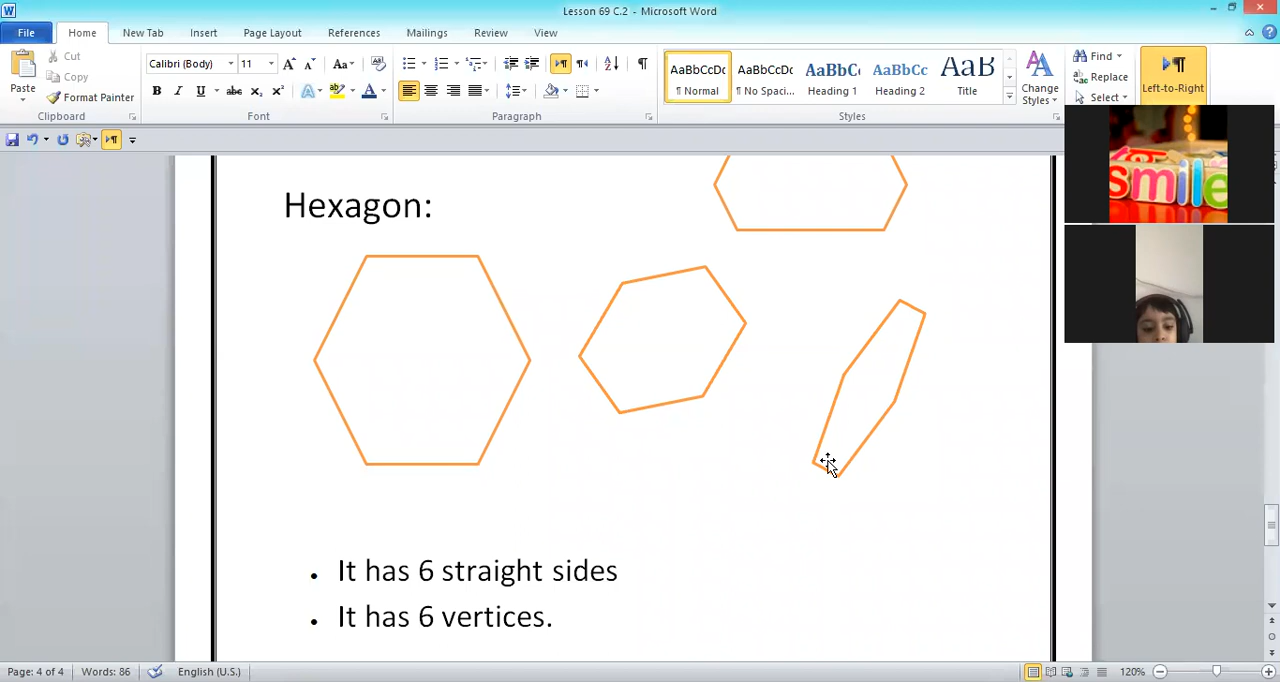 Lesson 69 C.2 - Microsoft Word
File Home New Tab Insert Page Layout References Mailings Review View
Cut
Copy
Format Painter
Paste
Clipboard
Calibri (Body) 11
Font
Paragraph
AaBbCcDc AaBbCcDc AaBbC AaBbCc AaB
¶ Normal ¶ No Spaci... Heading 1 Heading 2 Title
Change Styles
Styles
Find
Replace
Select
Left-to-Right
smile
Hexagon:
• It has 6 straight sides
• It has 6 vertices.
Page: 4 of 4 Words: 86 English (U.S.) 120%